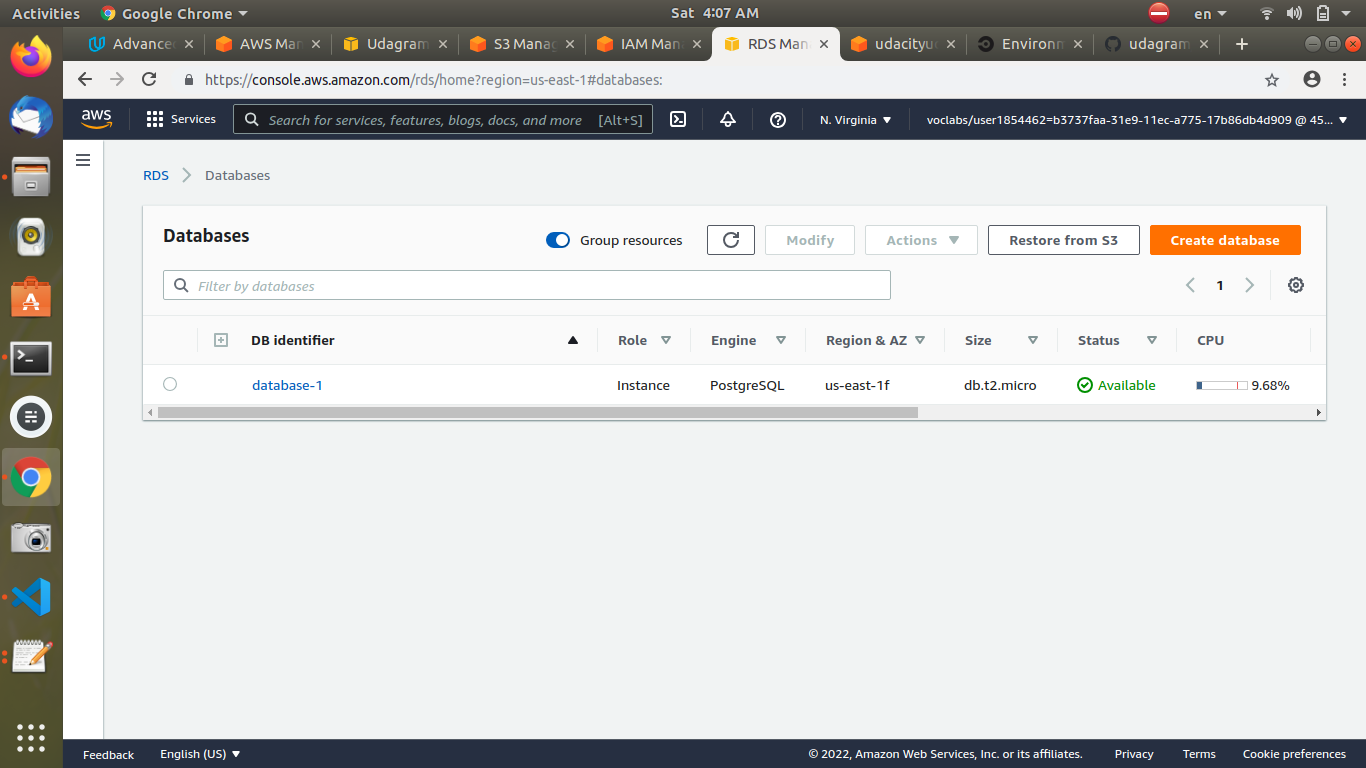 Activities Google Chrome Sat 4:07 AM en
Advanced AWS Man Udagram S3 Manag IAM Man RDS Man udacityud Environm udagram
https://console.aws.amazon.com/rds/home?region=us-east-1#databases:
aws Services Search for services, features, blogs, docs, and more [Alt+S] N. Virginia voclabs/user1854462=b3737faa-31e9-11ec-a775-17b86db4d909 @ 45...
RDS Databases
Databases Group resources Modify Actions Restore from S3 Create database
Filter by databases 1
DB identifier Role Engine Region & AZ Size Status CPU
database-1 Instance PostgreSQL us-east-1f db.t2.micro Available 9.68%
Feedback English (US) © 2022, Amazon Web Services, Inc. or its affiliates. Privacy Terms Cookie preferences